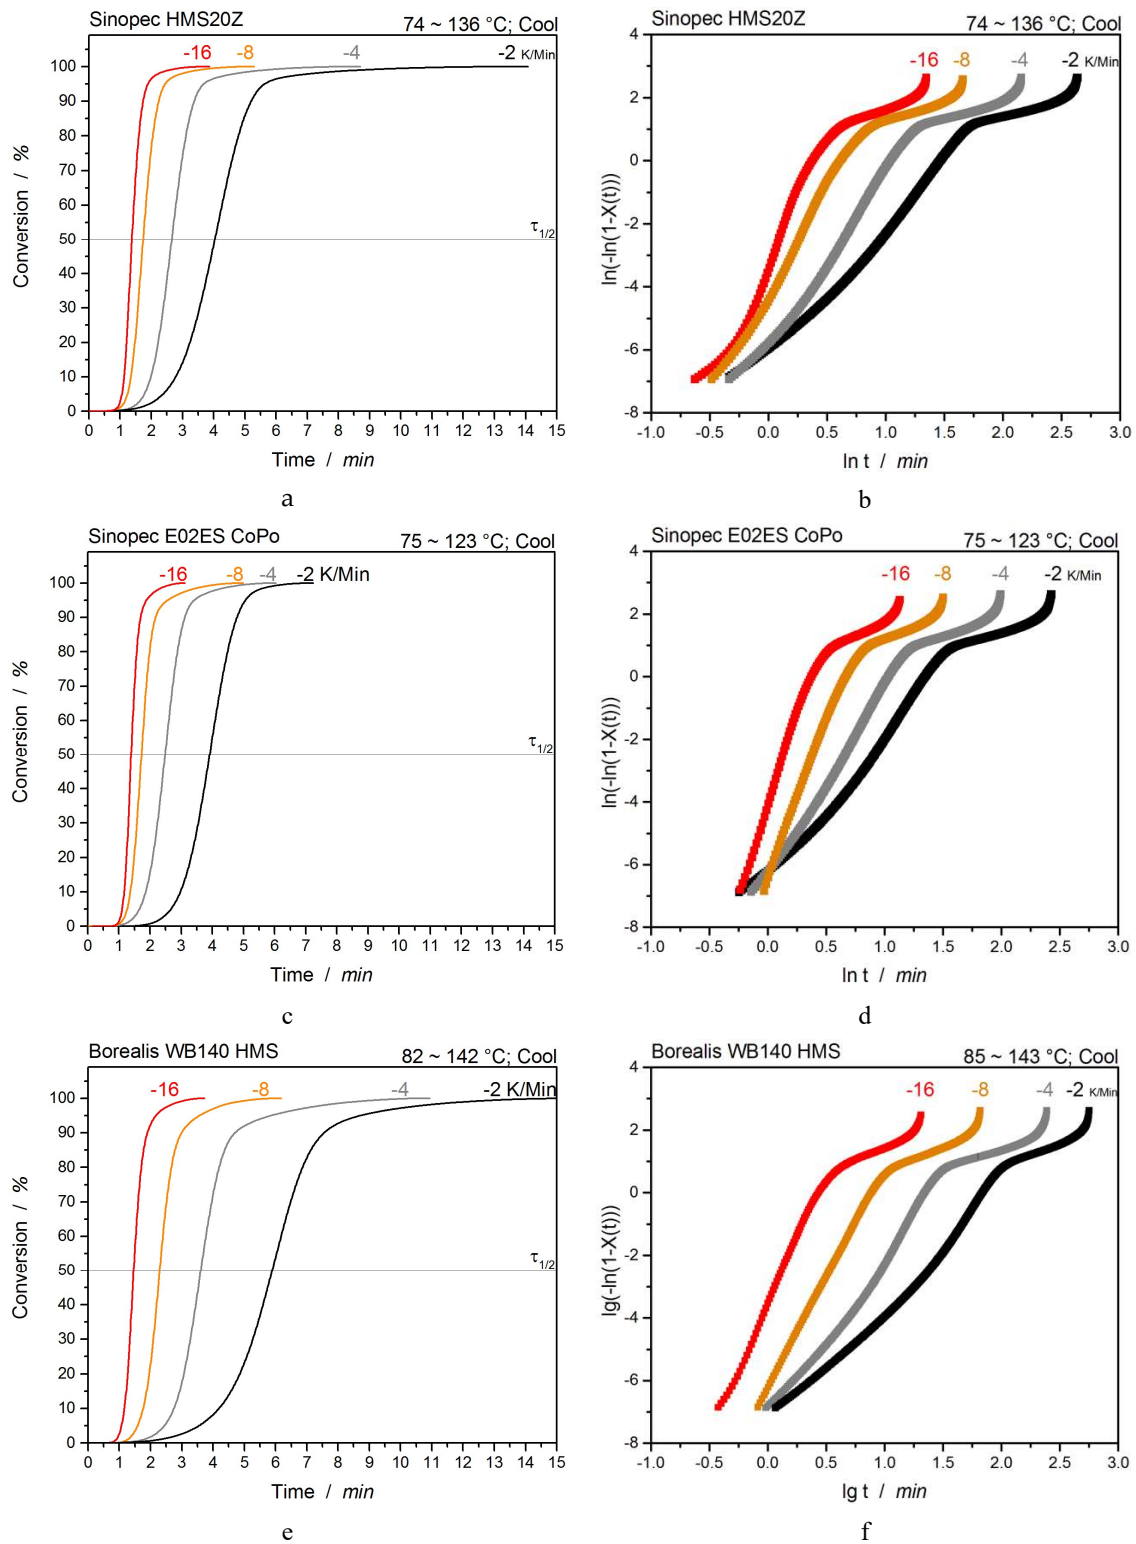 Sinopec HMS20Z
74 ~ 136 °C; Cool
-16 -8 -4 -2 K/Min
100
90
80
70
60
50
40
30
20
10
0
τ1/2
Conversion / %
0 1 2 3 4 5 6 7 8 9 10 11 12 13 14 15
Time / min
a
Sinopec HMS20Z
74 ~ 136 °C; Cool
-16 -8 -4 -2 K/Min
4
2
0
-2
-4
-6
-8
ln(-ln(1-X(t)))
-1.0 -0.5 0.0 0.5 1.0 1.5 2.0 2.5 3.0
ln t / min
b
Sinopec E02ES CoPo
75 ~ 123 °C; Cool
-16 -8 -4 -2 K/Min
100
90
80
70
60
50
40
30
20
10
0
τ1/2
Conversion / %
0 1 2 3 4 5 6 7 8 9 10 11 12 13 14 15
Time / min
c
Sinopec E02ES CoPo
75 ~ 123 °C; Cool
-16 -8 -4 -2 K/Min
4
2
0
-2
-4
-6
-8
ln(-ln(1-X(t)))
-1.0 -0.5 0.0 0.5 1.0 1.5 2.0 2.5 3.0
ln t / min
d
Borealis WB140 HMS
82 ~ 142 °C; Cool
-16 -8 -4 -2 K/Min
100
90
80
70
60
50
40
30
20
10
0
τ1/2
Conversion / %
0 1 2 3 4 5 6 7 8 9 10 11 12 13 14 15
Time / min
e
Borealis WB140 HMS
85 ~ 143 °C; Cool
-16 -8 -4 -2 K/Min
4
2
0
-2
-4
-6
-8
lg(-ln(1-X(t)))
-1.0 -0.5 0.0 0.5 1.0 1.5 2.0 2.5 3.0
lg t / min
f